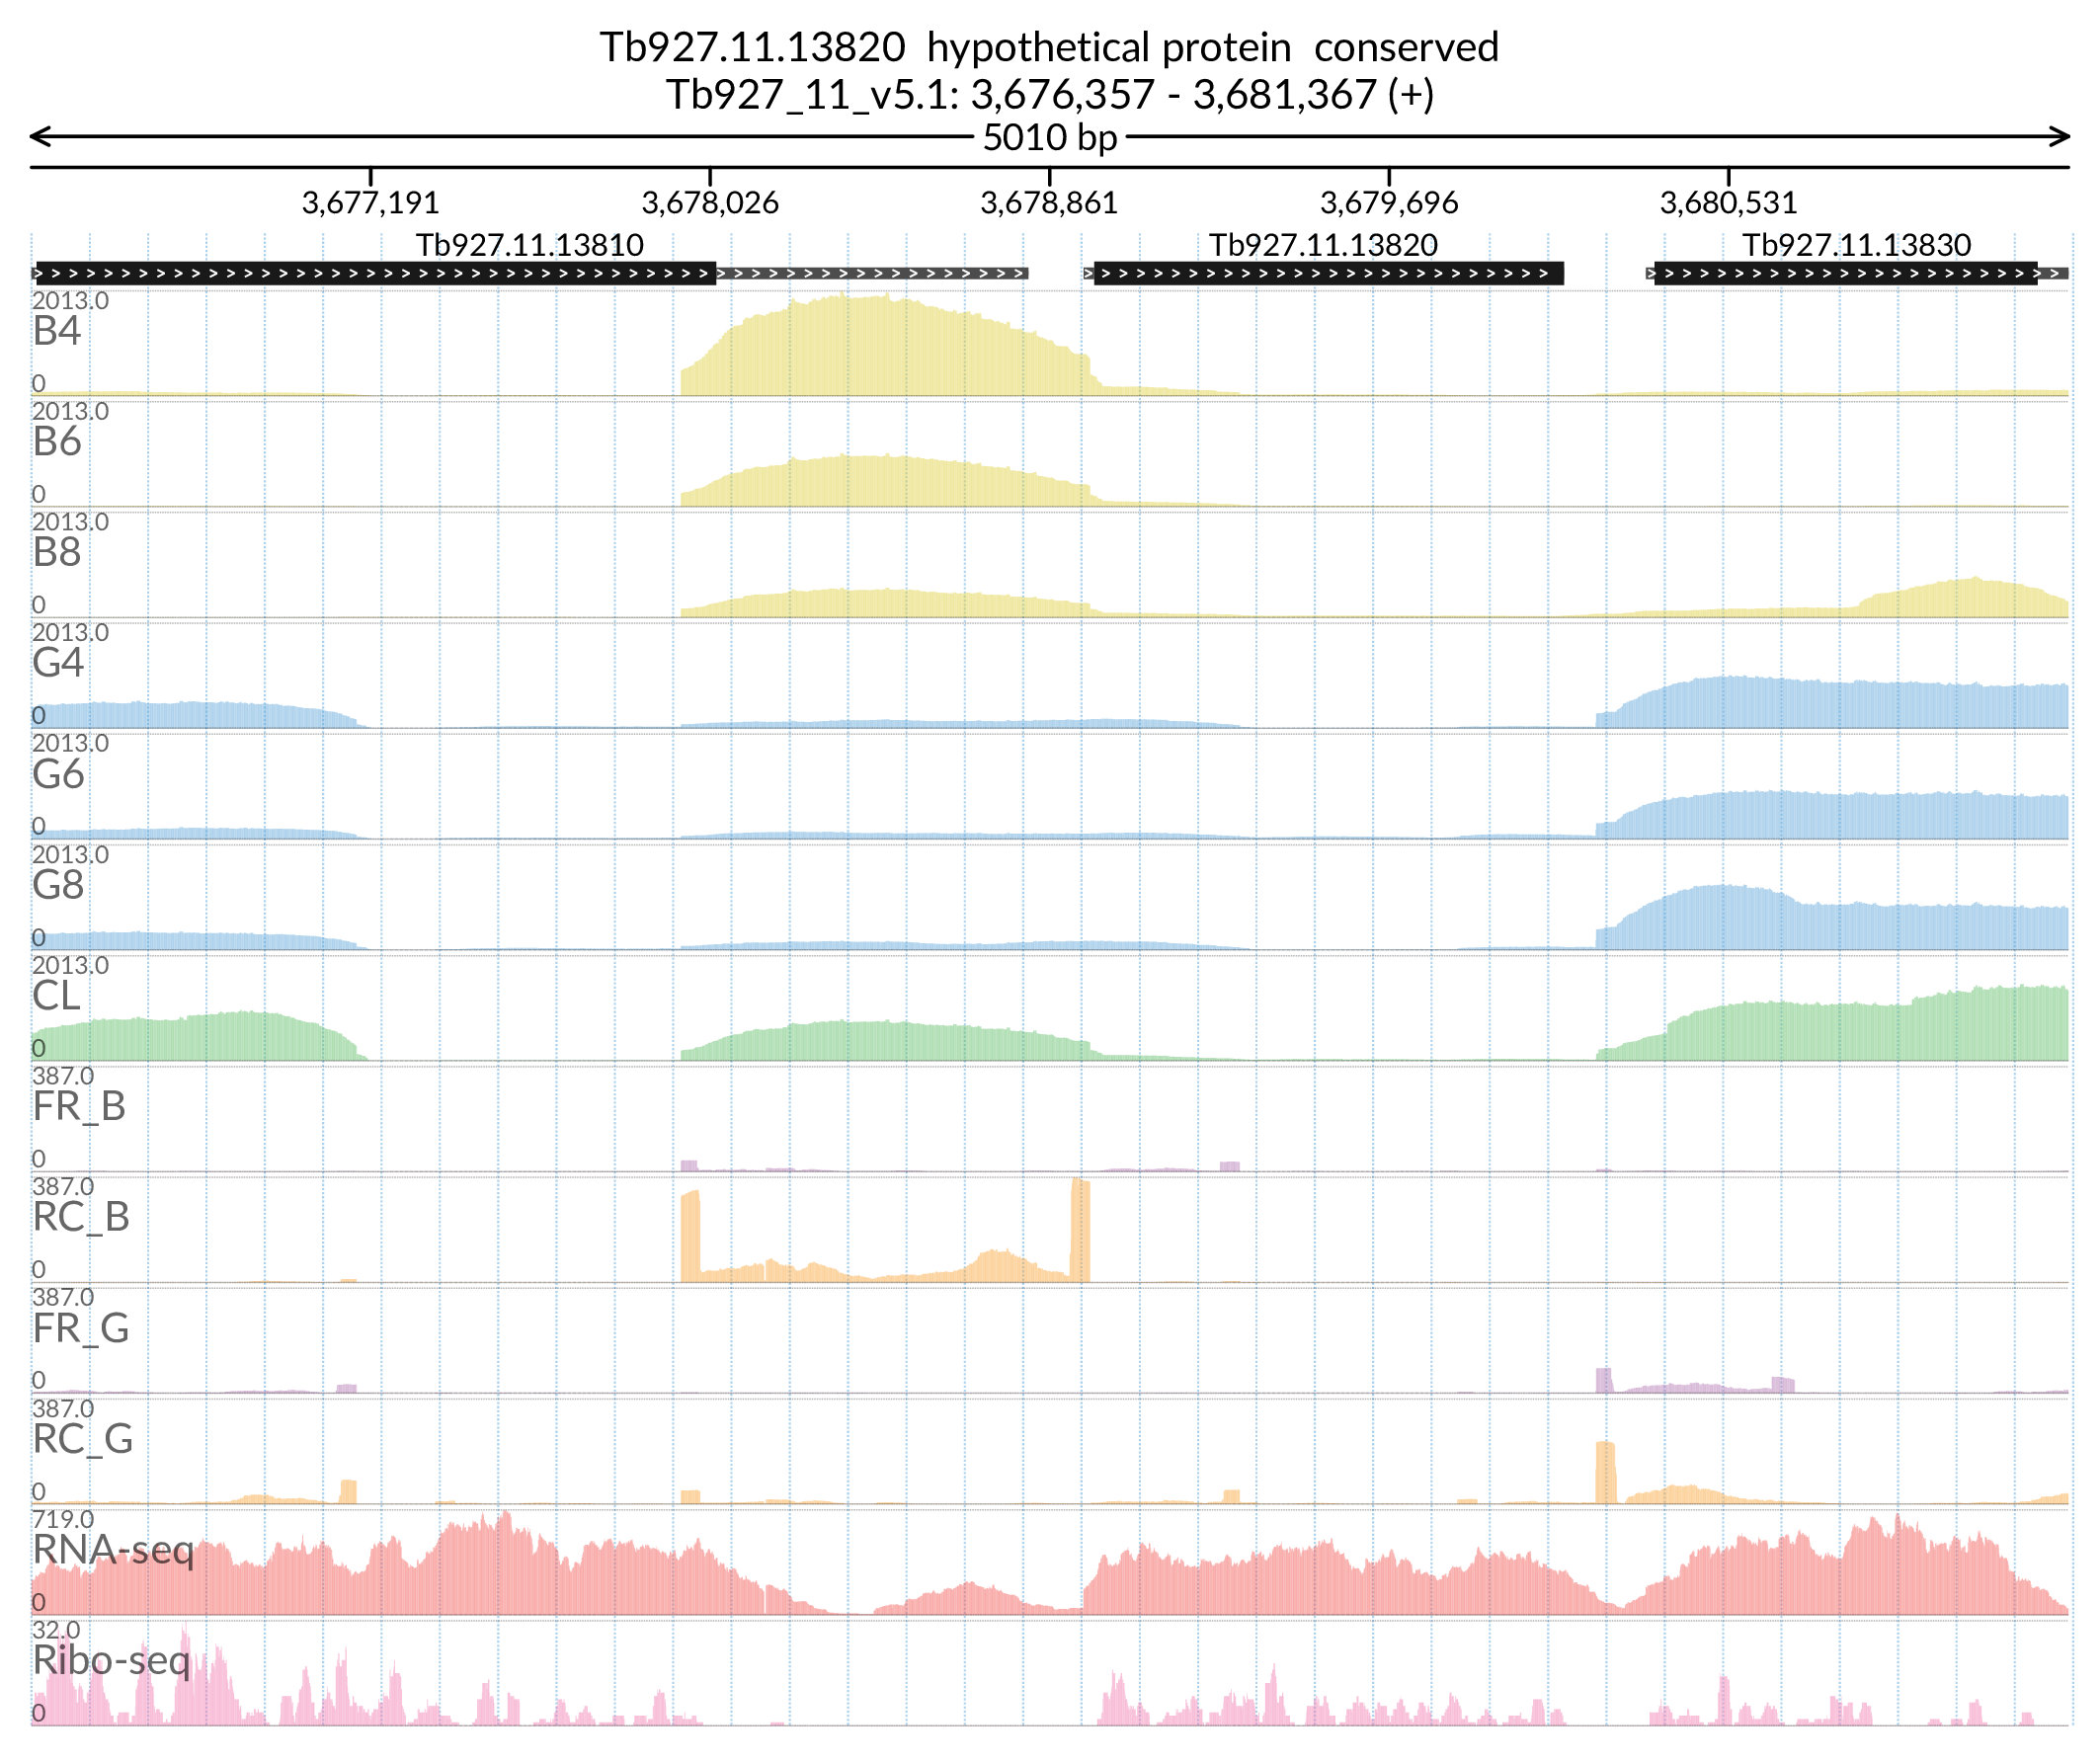 Tb927.11.13820 hypothetical protein conserved
Tb927_11_v5.1: 3,676,357 - 3,681,367 (+)
5010 bp
3,677,191 3,678,026 3,678,861 3,679,696 3,680,531
Tb927.11.13810 Tb927.11.13820 Tb927.11.13830
2013.0
B4
0
2013.0
B6
0
2013.0
B8
0
2013.0
G4
0
2013.0
G6
0
2013.0
G8
0
2013.0
CL
0
387.0
FR_B
0
387.0
RC_B
0
387.0
FR_G
0
387.0
RC_G
0
719.0
RNA-seq
0
32.0
Ribo-seq
0